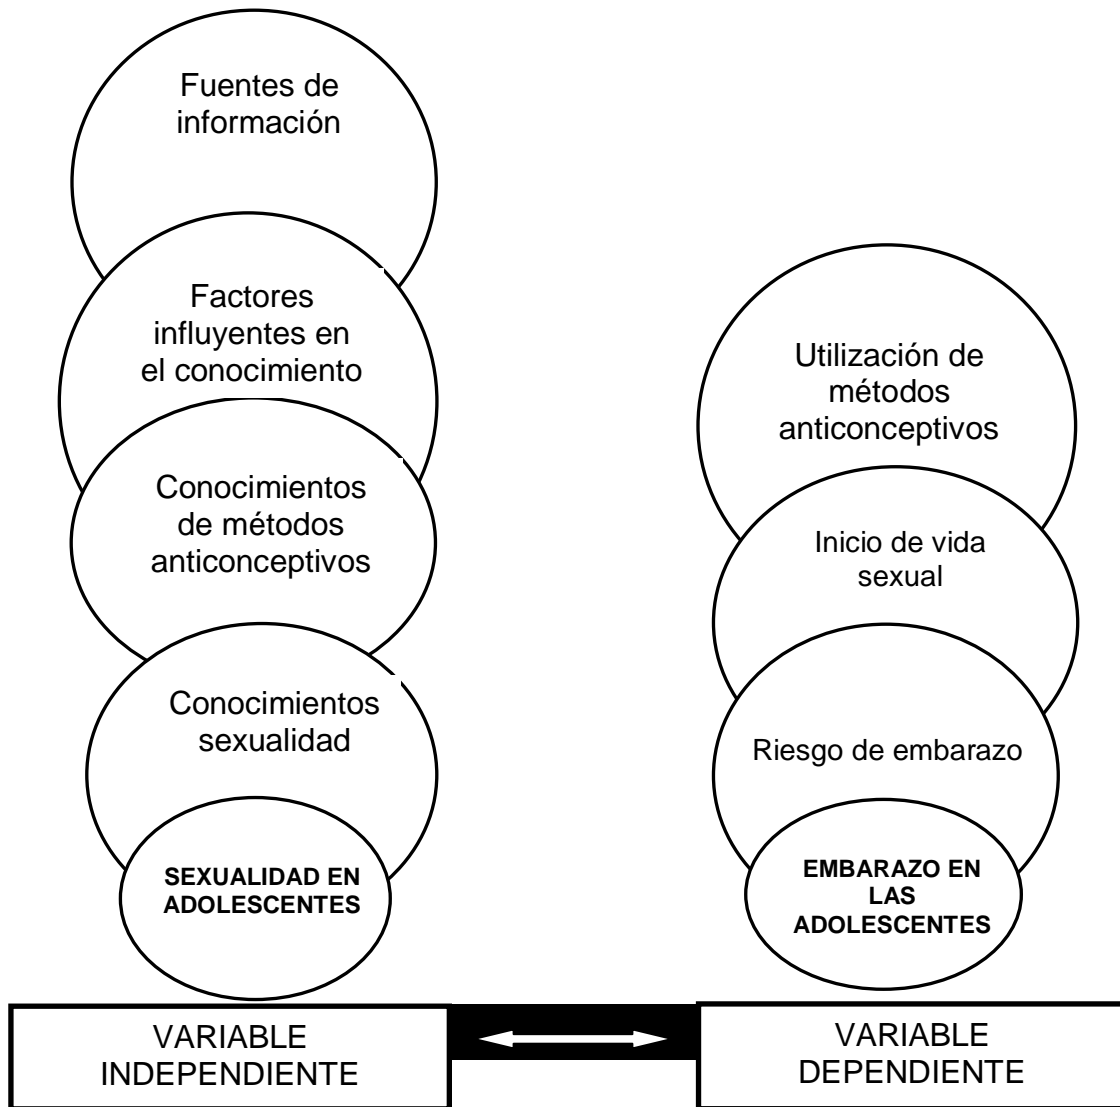 Fuentes de
información
Factores
influyentes en
el conocimiento
Conocimientos
de métodos
anticonceptivos
Conocimientos
sexualidad
SEXUALIDAD EN
ADOLESCENTES
VARIABLE
INDEPENDIENTE
Utilización de
métodos
anticonceptivos
Inicio de vida
sexual
Riesgo de embarazo
EMBARAZO EN
LAS
ADOLESCENTES
VARIABLE
DEPENDIENTE